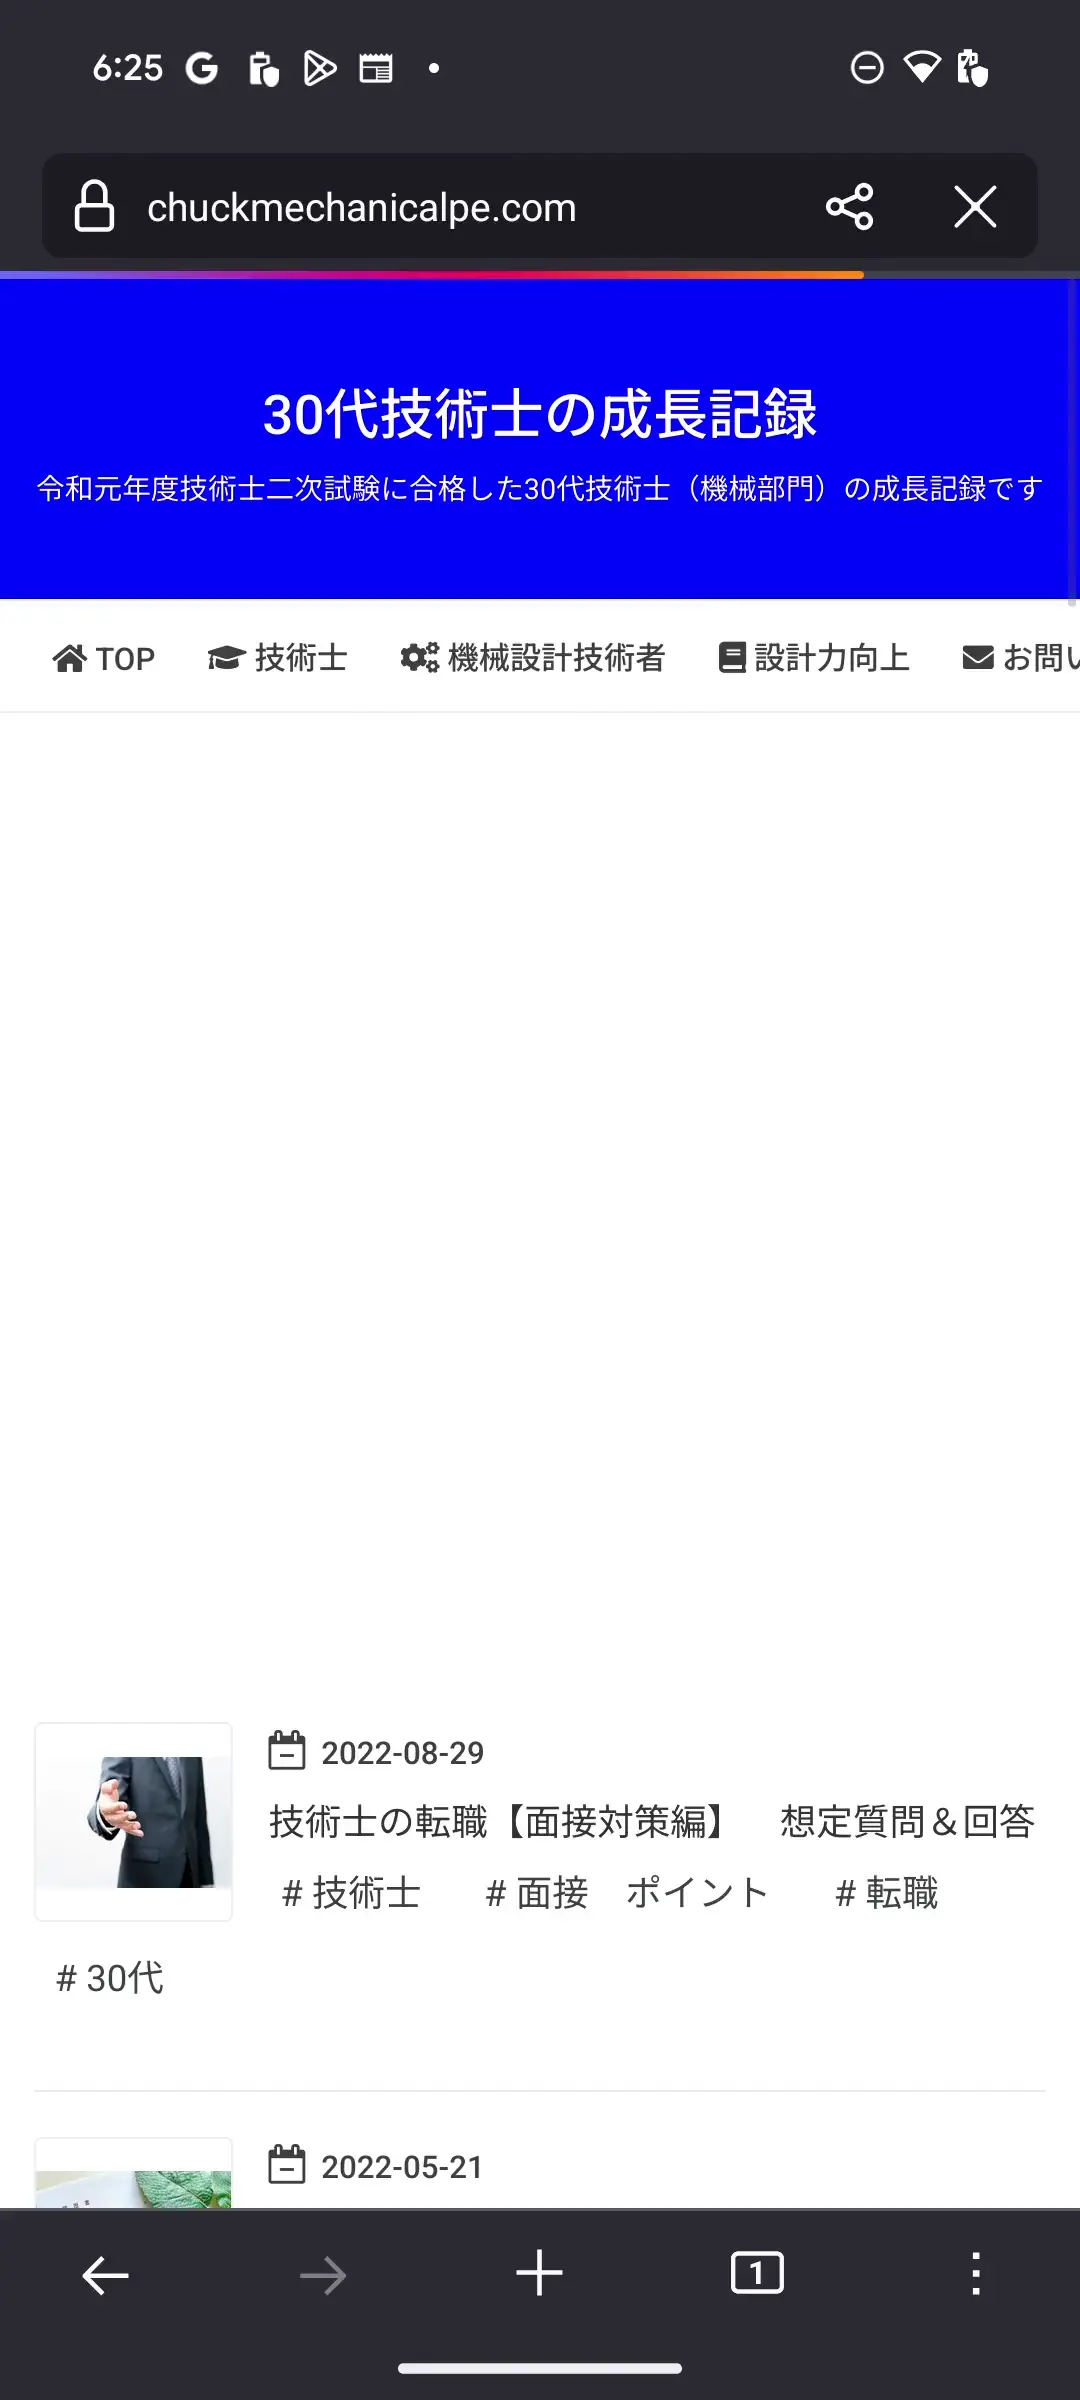 6:25
chuckmechanicalpe.com
30代技術士の成長記録
令和元年度技術士二次試験に合格した30代技術士（機械部門）の成長記録です
TOP 技術士 機械設計技術者 設計力向上 お問い
2022-08-29
技術士の転職【面接対策編】　想定質問＆回答
# 技術士 # 面接　ポイント # 転職
# 30代
2022-05-21
1